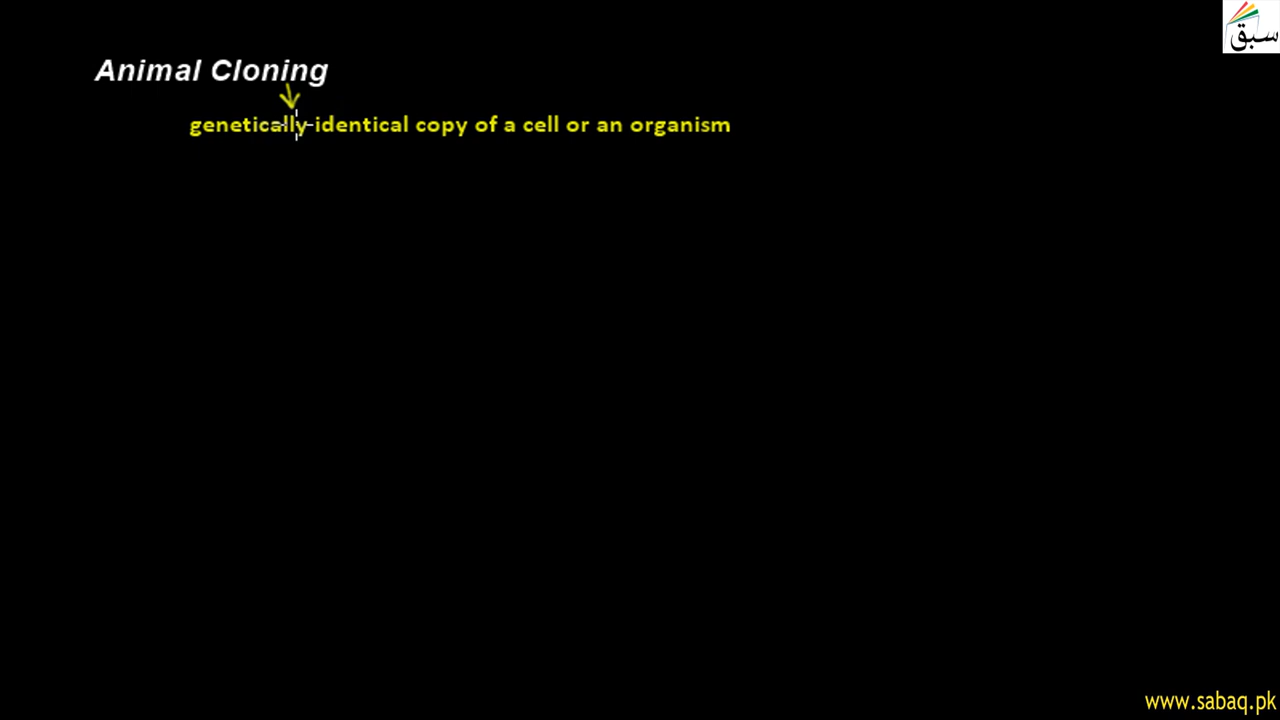 سبق
Animal Cloning
genetically identical copy of a cell or an organism
www.sabaq.pk